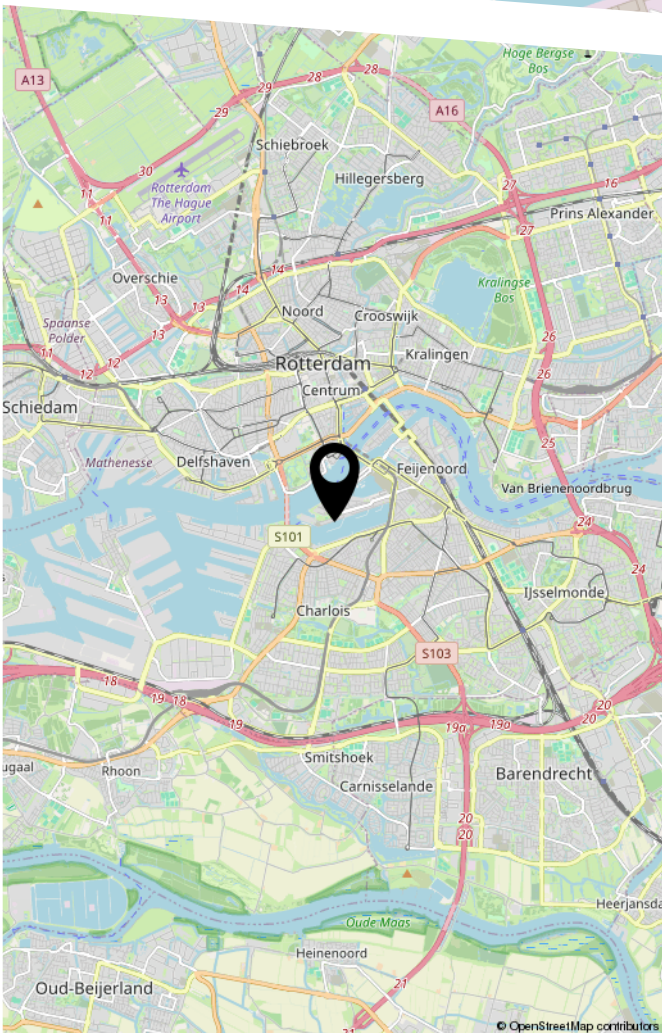 Hoge Bergse
Bos
A13
28
28
29
A16
29
Schiebroek
30
Hillegersberg
27
16
Rotterdam
The Hague
Airport
11
11
Prins Alexander
27
Overschie
14
Kralingse
Bos
14
13
13
Noord
Crooswijk
Spaanse
Polder
13
26
11
Rotterdam
Kralingen
12
12
26
Centrum
Schiedam
25
Mathenesse
Delfshaven
Feijenoord
Van Brienenoordbrug
24
S101
24
IJsselmonde
Charlois
S103
18
19
18
20
19
19a
19a
20
Smitshoek
ugaal
Rhoon
Barendrecht
Carnisselande
20
20
Heerjansda
Oude Maas
Heinenoord
21
Oud-Beijerland
© OpenStreetMap contributor
21